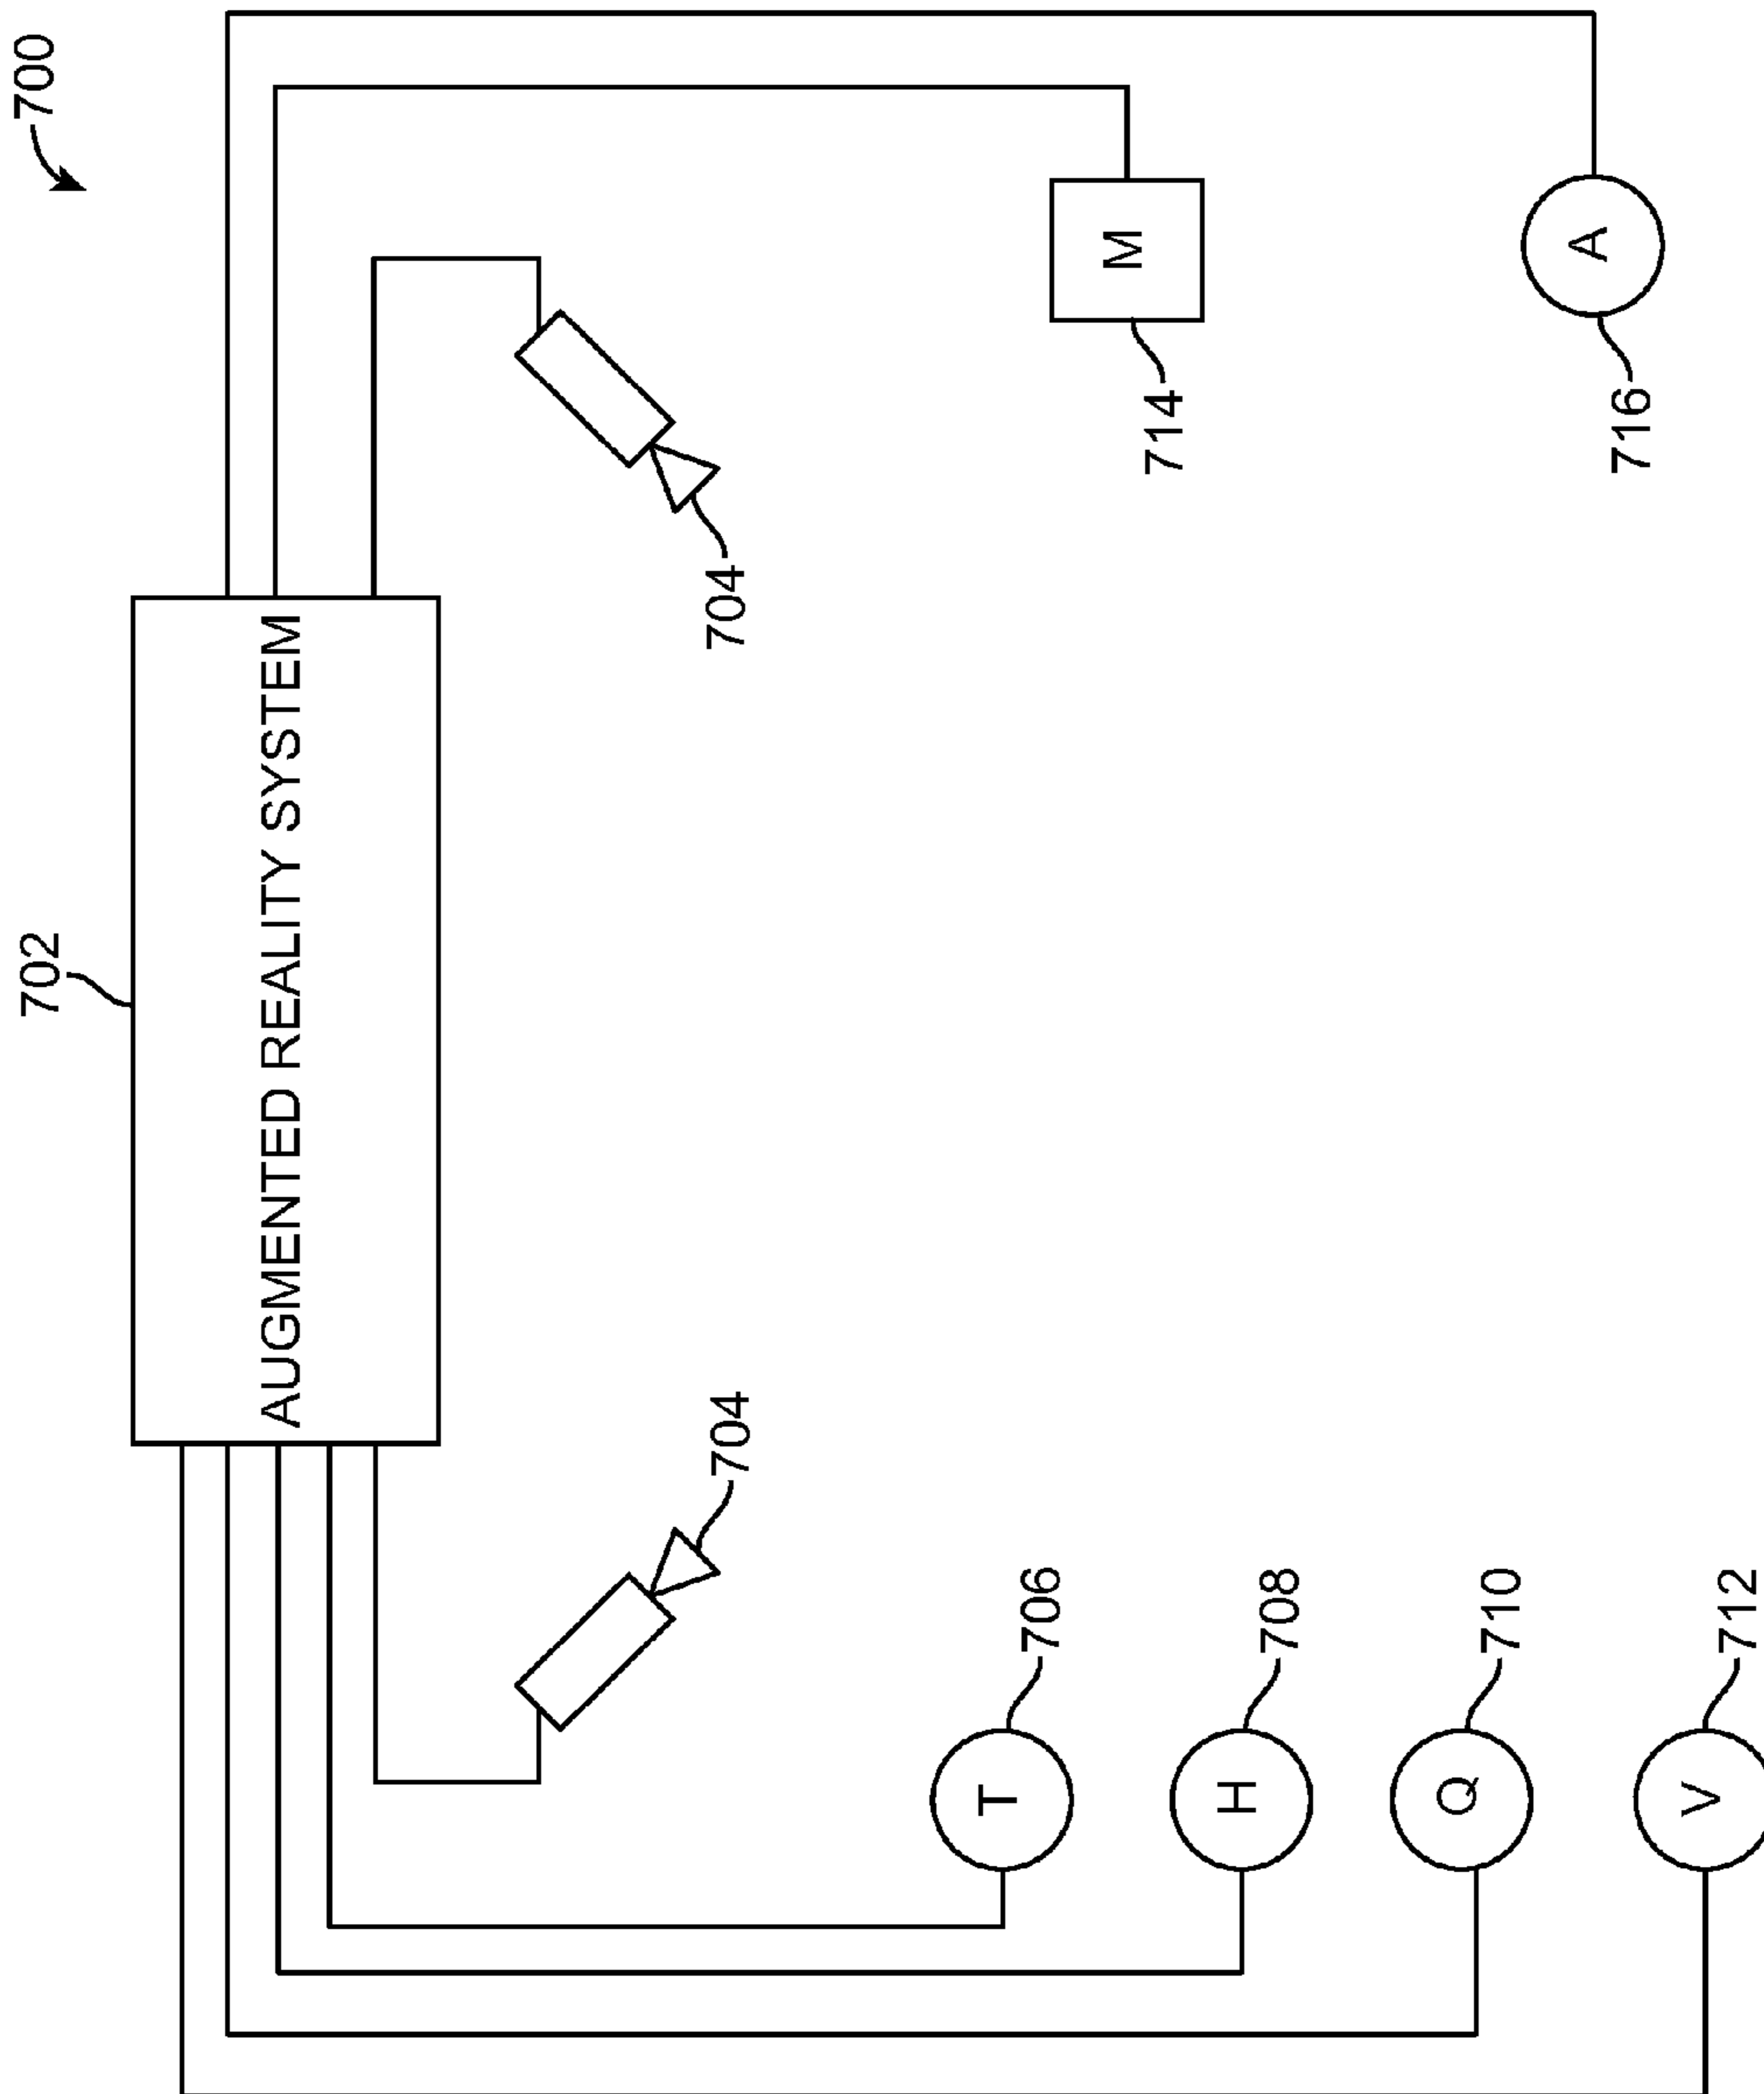 700
702
AUGMENTED REALITY SYSTEM
704
704
T
706
H
708
Q
710
V
712
M
714
A
716